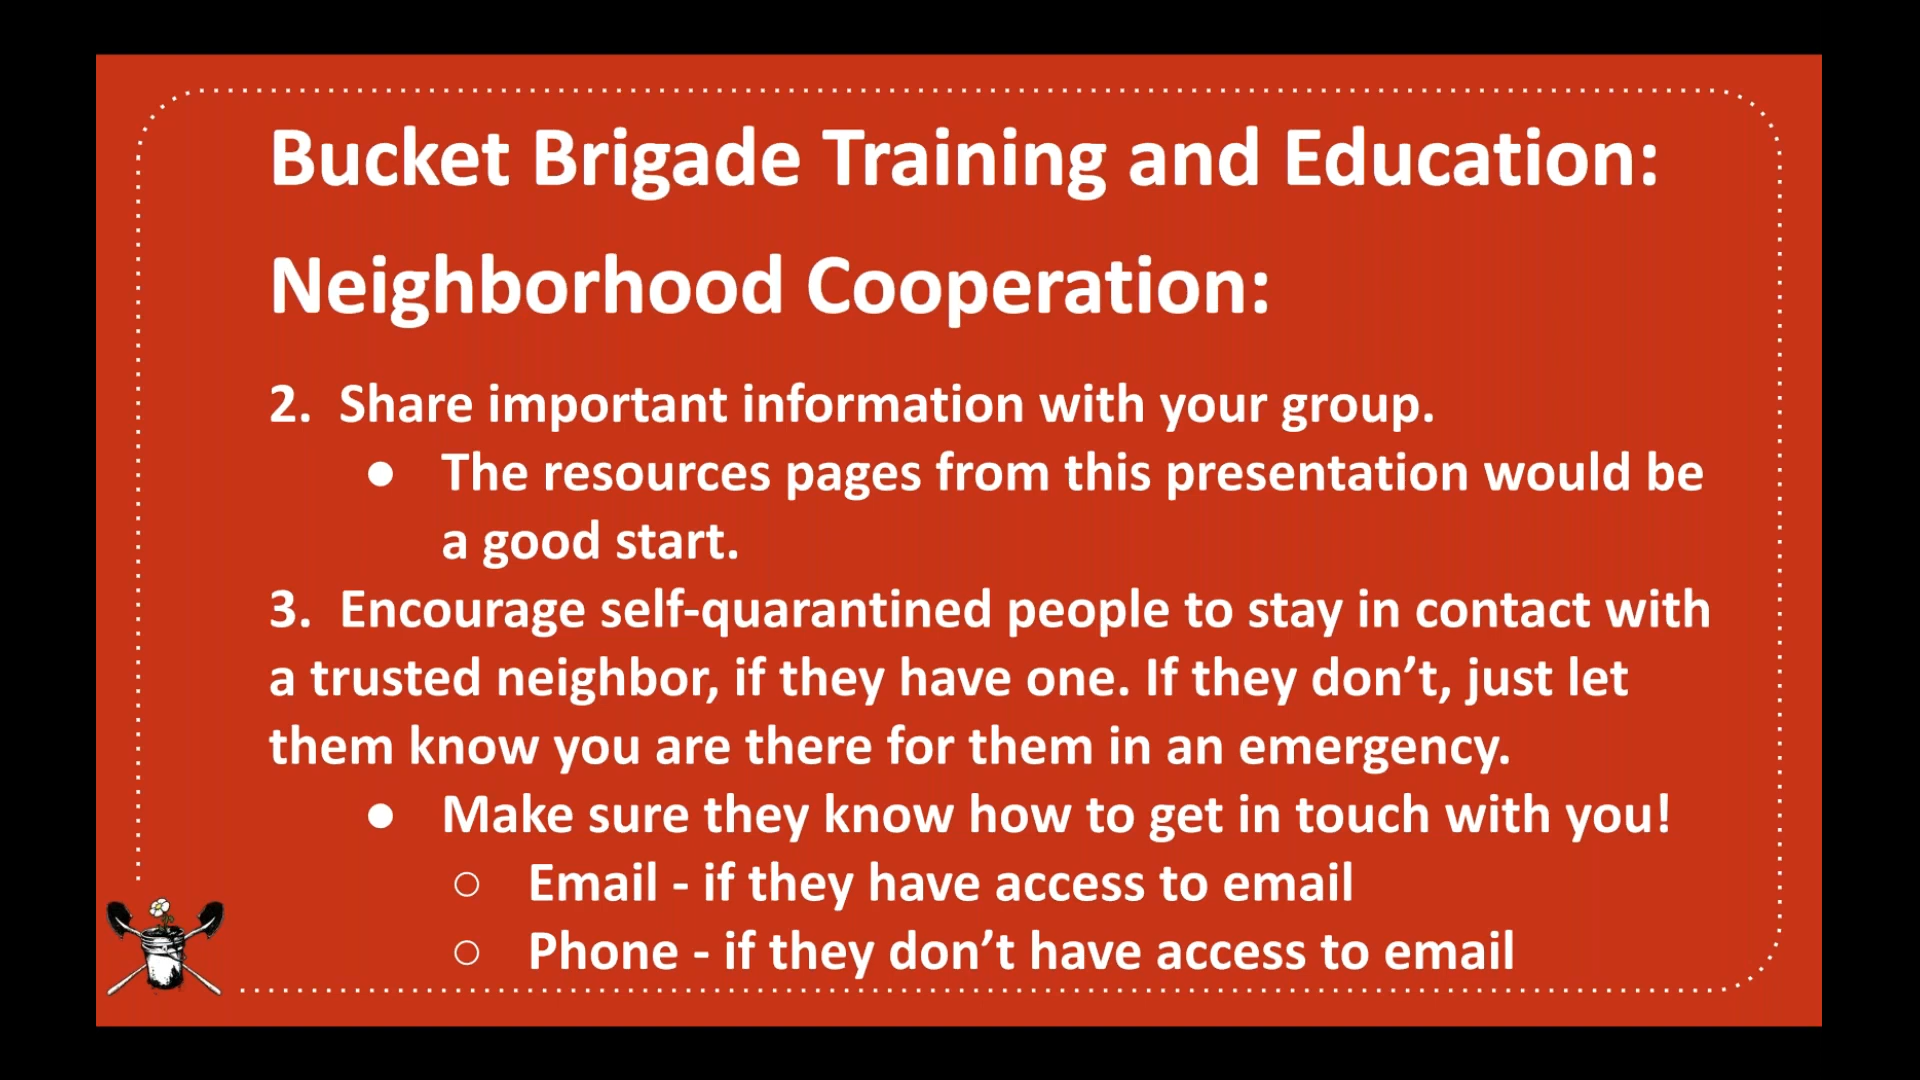 Bucket Brigade Training and Education:
Neighborhood Cooperation:
2. Share important information with your group.
● The resources pages from this presentation would be
a good start.
3. Encourage self-quarantined people to stay in contact with
a trusted neighbor, if they have one. If they don’t, just let
them know you are there for them in an emergency.
● Make sure they know how to get in touch with you!
○ Email - if they have access to email
○ Phone - if they don’t have access to email